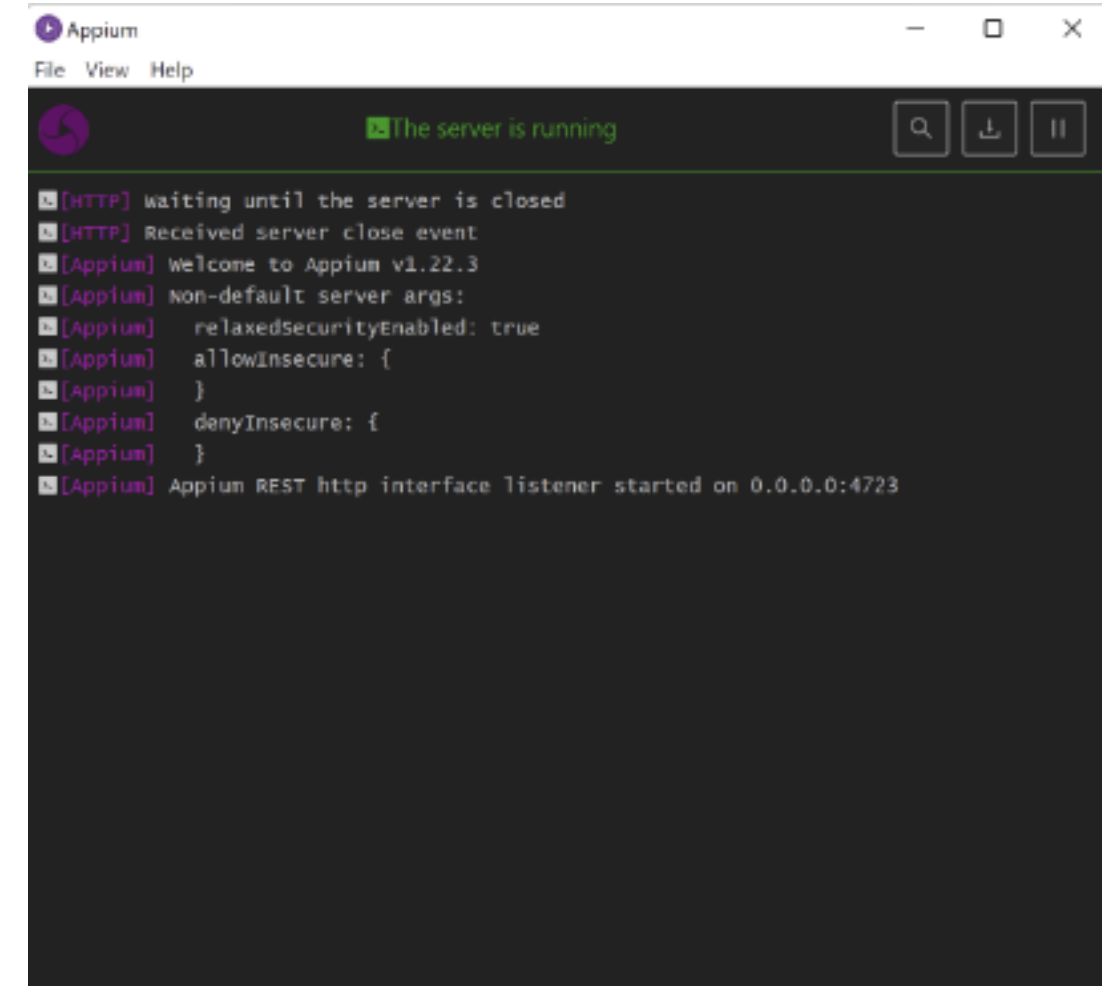 Appium
File View Help
The server is running
[HTTP] Waiting until the server is closed
[HTTP] Received server close event
[Appium] Welcome to Appium v1.22.3
[Appium] Non-default server args:
[Appium] relaxedSecurityEnabled: true
[Appium] allowInsecure: {
[Appium] }
[Appium] denyInsecure: {
[Appium] }
[Appium] Appium REST http interface listener started on 0.0.0.0:4723